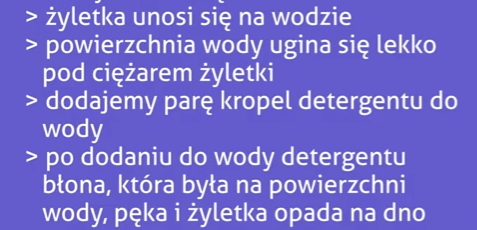 > żyletka unosi się na wodzie
> powierzchnia wody ugina się lekko
pod ciężarem żyletki
> dodajemy parę kropel detergentu do
wody
> po dodaniu do wody detergentu
błona, która była na powierzchni
wody, pęka i żyletka opada na dno